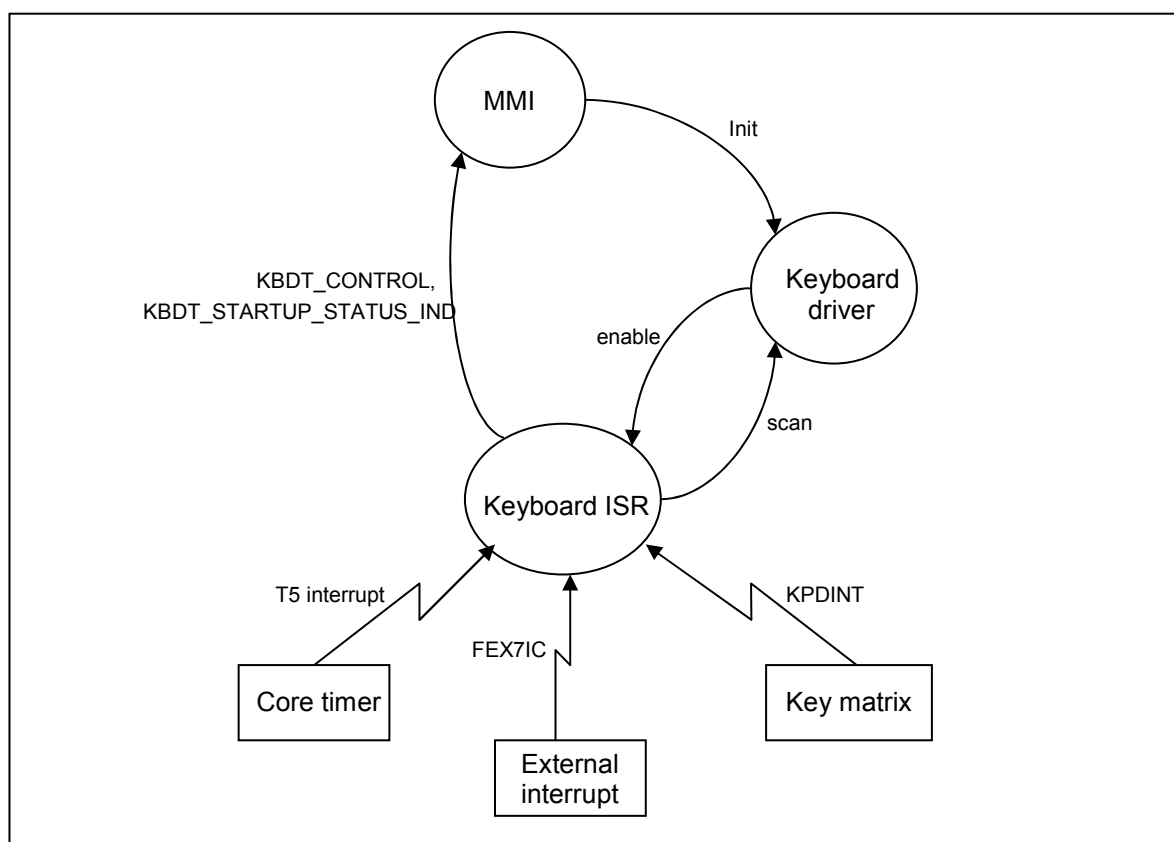 MMI
Init
Keyboard
driver
KBDT_CONTROL,
KBDT_STARTUP_STATUS_IND
enable
scan
Keyboard ISR
T5 interrupt
KPDINT
FEX7IC
Core timer
Key matrix
External
interrupt